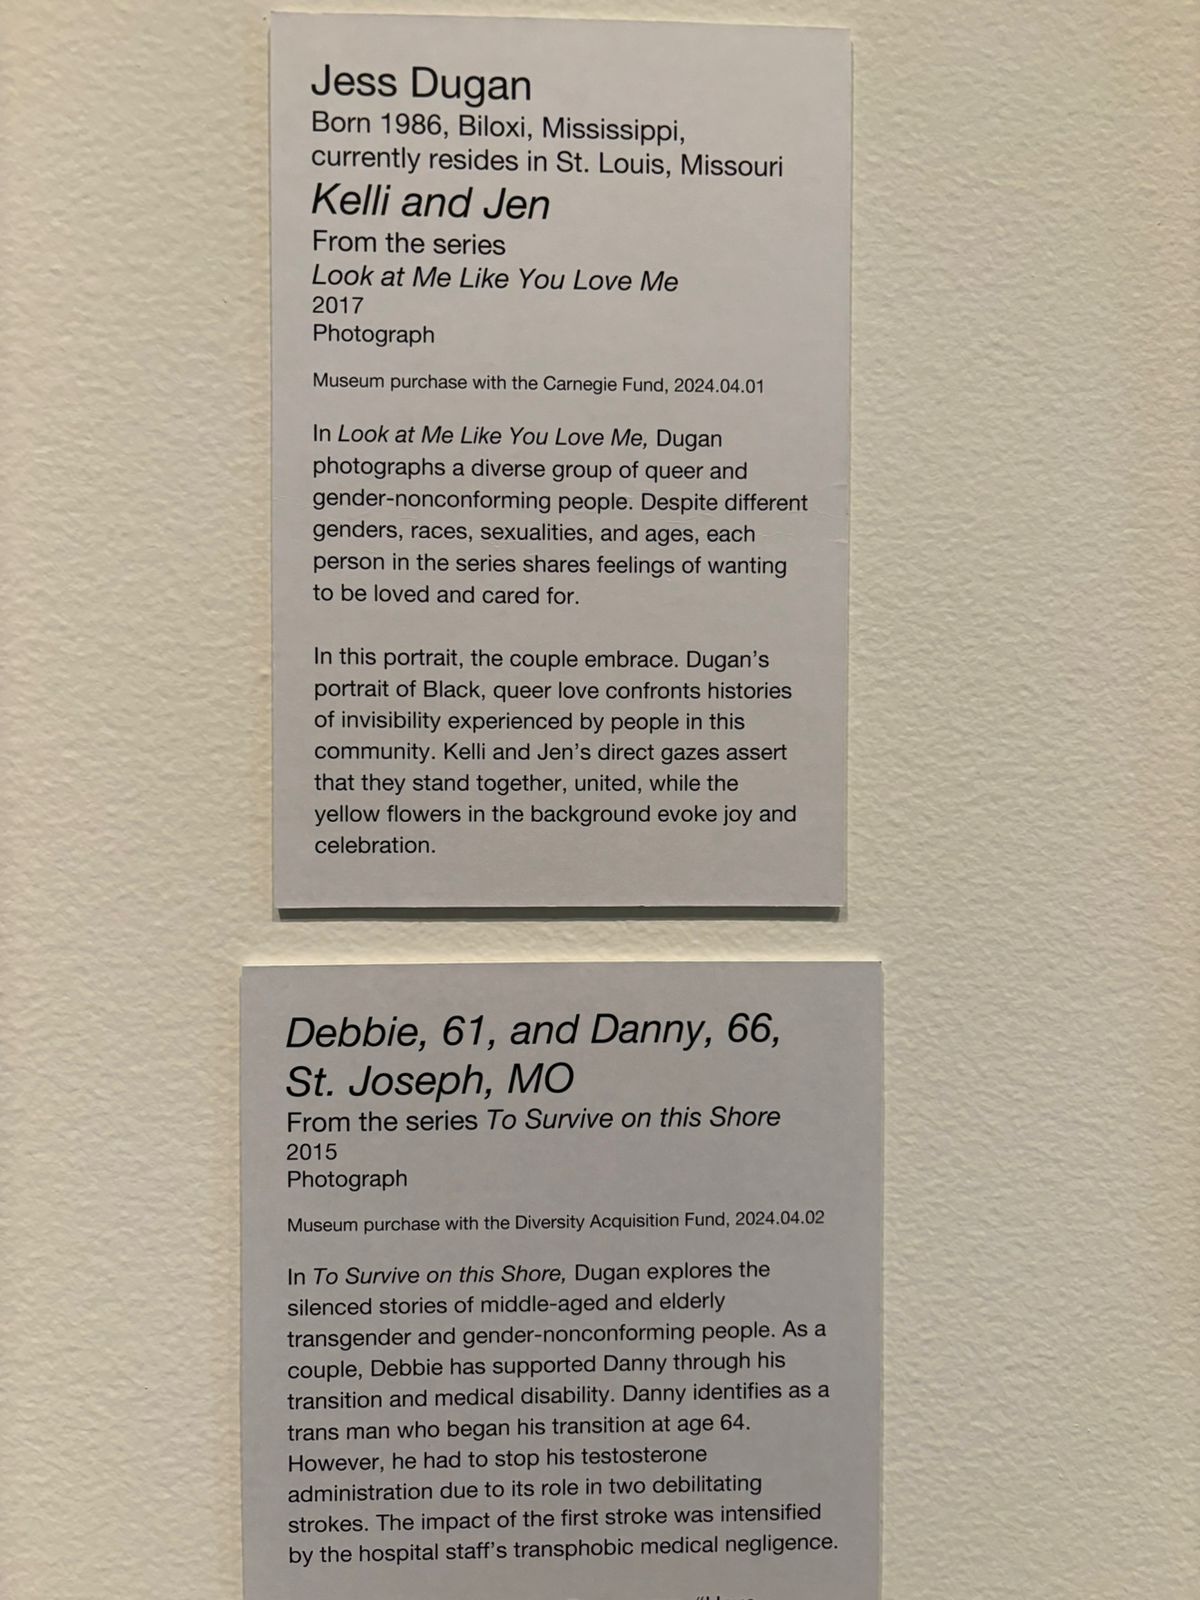 Jess Dugan
Born 1986, Biloxi, Mississippi,
currently resides in St. Louis, Missouri
Kelli and Jen
From the series
Look at Me Like You Love Me
2017
Photograph
Museum purchase with the Carnegie Fund, 2024.04.01
In Look at Me Like You Love Me, Dugan
photographs a diverse group of queer and
gender-nonconforming people. Despite different
genders, races, sexualities, and ages, each
person in the series shares feelings of wanting
to be loved and cared for.
In this portrait, the couple embrace. Dugan's
portrait of Black, queer love confronts histories
of invisibility experienced by people in this
community. Kelli and Jen's direct gazes assert
that they stand together, united, while the
yellow flowers in the background evoke joy and
celebration.
Debbie, 61, and Danny, 66,
St. Joseph, MO
From the series To Survive on this Shore
2015
Photograph
Museum purchase with the Diversity Acquisition Fund, 2024.04.02
In To Survive on this Shore, Dugan explores the
silenced stories of middle-aged and elderly
transgender and gender-nonconforming people. As a
couple, Debbie has supported Danny through his
transition and medical disability. Danny identifies as a
trans man who began his transition at age 64.
However, he had to stop his testosterone
administration due to its role in two debilitating
strokes. The impact of the first stroke was intensified
by the hospital staff's transphobic medical negligence.